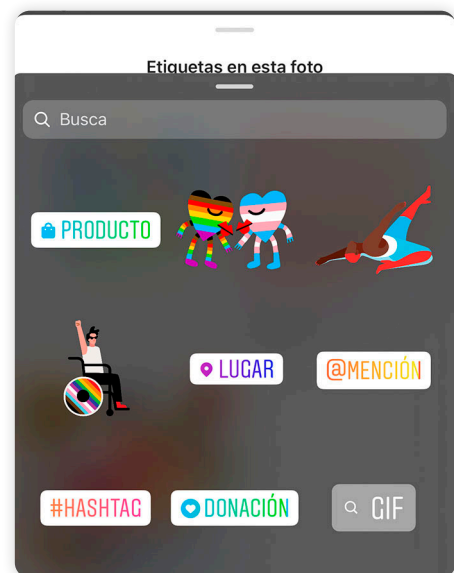 Etiquetas en esta foto
Busca
PRODUCTO
LUGAR
@MENCIÓN
#HASHTAG
DONACIÓN
GIF